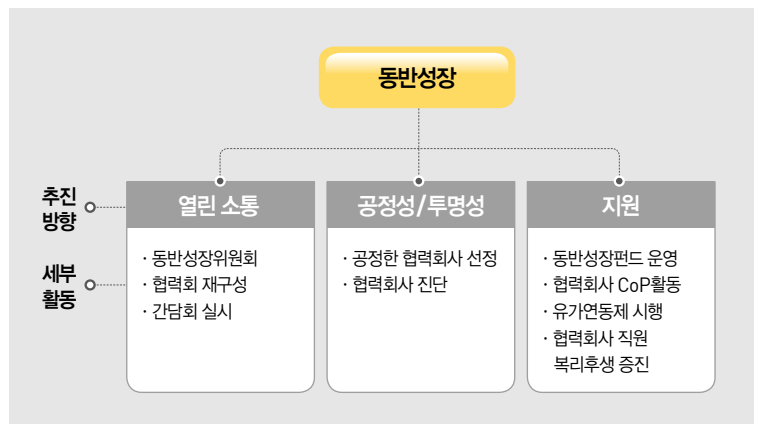 동반성장
추진
방향
열린 소통
공정성/투명성
지원
세부
활동
· 동반성장위원회
· 협력회 재구성
· 간담회 실시
· 공정한 협력회사 선정
· 협력회사 진단
· 동반성장펀드 운영
· 협력회사 CoP활동
· 유가연동제 시행
· 협력회사 직원
복리후생 증진